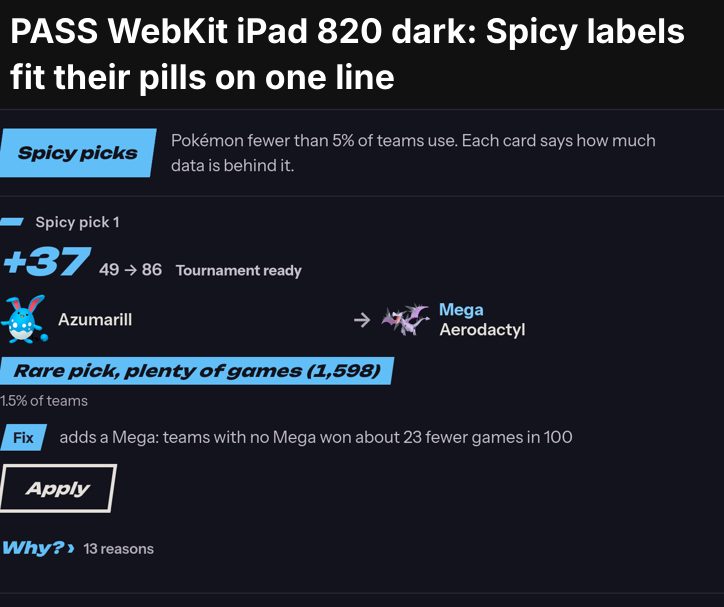 PASS WebKit iPad 820 dark: Spicy labels
fit their pills on one line
Spicy picks
Pokémon fewer than 5% of teams use. Each card says how much
data is behind it.
Spicy pick 1
+37 49 → 86 Tournament ready
Azumarill → Mega
Aerodactyl
Rare pick, plenty of games (1,598)
1.5% of teams
Fix adds a Mega: teams with no Mega won about 23 fewer games in 100
Apply
Why? › 13 reasons